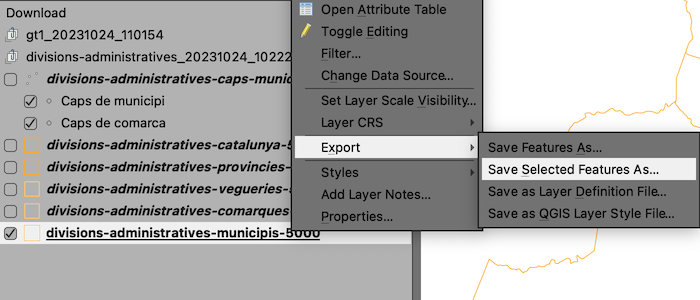 Download
gt1_20231024_110154
divisions-administratives_20231024_10222
divisions-administratives-caps-munic
Caps de municipi
Caps de comarca
divisions-administratives-catalunya-5
divisions-administratives-provincies-
divisions-administratives-vegueries-5
divisions-administratives-comarques
divisions-administratives-municipis-5000
Open Attribute Table
Toggle Editing
Filter...
Change Data Source...
Set Layer Scale Visibility...
Layer CRS
Export
Styles
Add Layer Notes...
Properties...
Save Features As...
Save Selected Features As...
Save as Layer Definition File...
Save as QGIS Layer Style File...